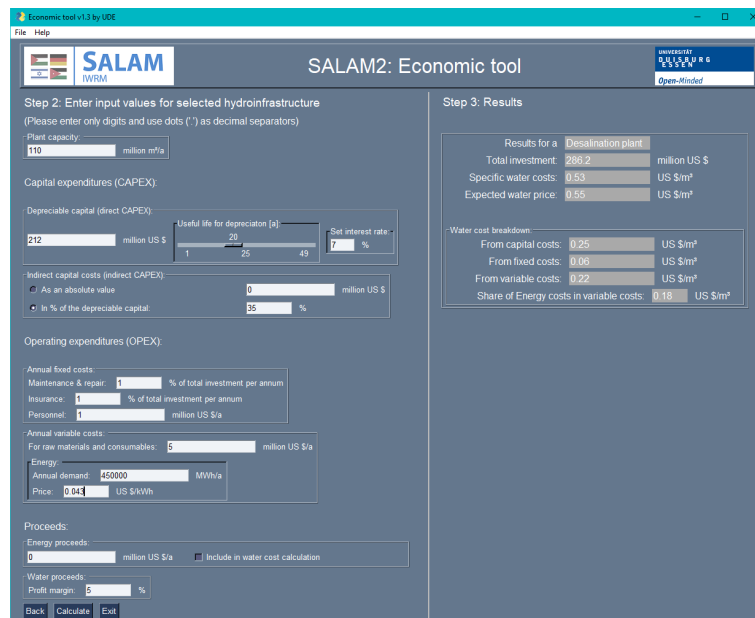 Economic tool v1.3 by UDE
File Help
SALAM
IWRM
SALAM2: Economic tool
UNIVERSITÄT
DUISBURG
ESSEN
Open-Minded
Step 2: Enter input values for selected hydroinfrastructure
(Please enter only digits and use dots ('.') as decimal separators)
Plant capacity:
110 million m³/a
Capital expenditures (CAPEX):
Depreciable capital (direct CAPEX):
212 million US $
Useful life for depreciaton [a]:
20
1 25 49
Set interest rate:
7 %
Indirect capital costs (indirect CAPEX):
As an absolute value 0 million US $
In % of the depreciable capital: 35 %
Operating expenditures (OPEX):
Annual fixed costs:
Maintenance & repair: 1 % of total investment per annum
Insurance: 1 % of total investment per annum
Personnel: 1 million US $/a
Annual variable costs:
For raw materials and consumables: 5 million US $/a
Energy:
Annual demand: 450000 MWh/a
Price: 0.043 US $/kWh
Proceeds:
Energy proceeds:
0 million US $/a Include in water cost calculation
Water proceeds:
Profit margin: 5 %
Back Calculate Exit
Step 3: Results
Results for a Desalination plant
Total investment: 286.2 million US $
Specific water costs: 0.53 US $/m³
Expected water price: 0.55 US $/m³
Water cost breakdown:
From capital costs: 0.25 US $/m³
From fixed costs: 0.06 US $/m³
From variable costs: 0.22 US $/m³
Share of Energy costs in variable costs: 0.18 US $/m³